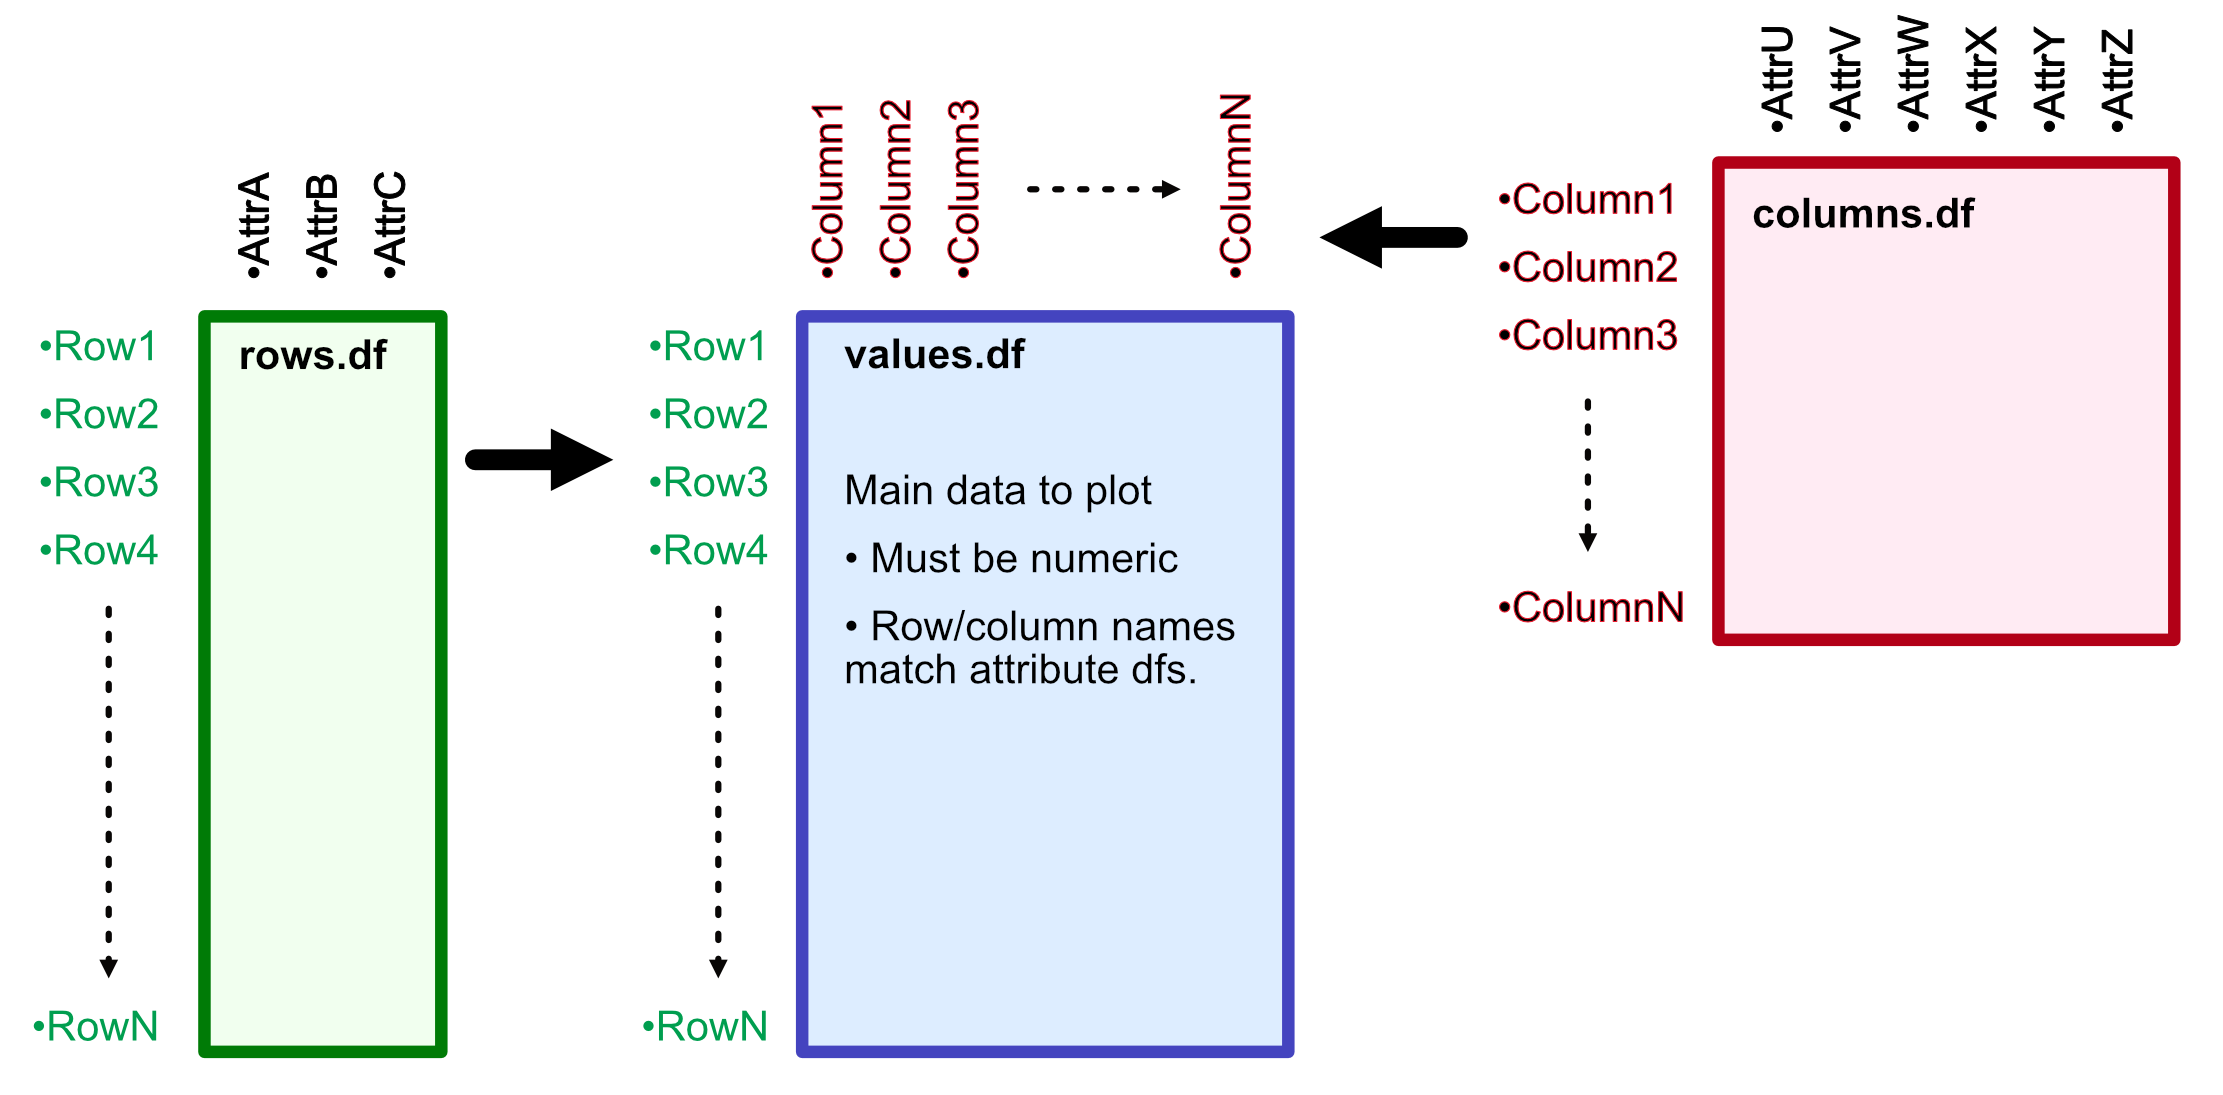 •AttrA
•AttrB
•AttrC
•Row1
•Row2
•Row3
•Row4
•RowN
rows.df
•Column1
•Column2
•Column3
•ColumnN
•Row1
•Row2
•Row3
•Row4
•RowN
values.df
Main data to plot
• Must be numeric
• Row/column names
match attribute dfs.
•AttrU
•AttrV
•AttrW
•AttrX
•AttrY
•AttrZ
•Column1
•Column2
•Column3
•ColumnN
columns.df